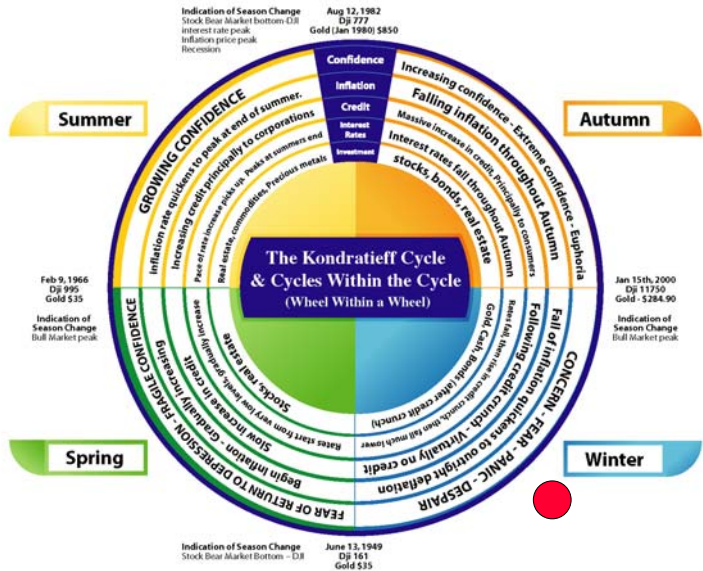 Indication of Season Change
Stock Bear Market bottom-DJI
interest rate peak
Inflation price peak
Recession
Aug 12, 1982
Dji 777
Gold (Jan 1980) $850
Confidence
Inflation
Credit
Interest
Rates
Investment
Summer
GROWING CONFIDENCE
Inflation rate quickens to peak at end of summer.
Increasing credit principally to corporations
Pace of rate increase picks up. Peaks at summers end
Real estate, commodities, Precious metals
Autumn
Increasing confidence - Extreme confidence - Euphoria
Falling inflation throughout Autumn
Massive increase in credit, Principally to consumers
Interest rates fall throughout Autumn
stocks, bonds, real estate
The Kondratieff Cycle
& Cycles Within the Cycle
(Wheel Within a Wheel)
Feb 9, 1966
Dji 995
Gold $35
Indication of
Season Change
Bull Market peak
Jan 15th, 2000
Dji 11750
Gold - $284.90
Indication of
Season Change
Bull Market peak
Spring
FEAR OF RETURN TO DEPRESSION - FRAGILE CONFIDENCE
Begin Inflation - Gradually increasing
Slow increase in credit
Rates start from very low levels, gradually increase
Stocks, real estate
Winter
CONCERN - FEAR - PANIC - DESPAIR
Fall of inflation quickens to outright deflation
Following credit crunch - Virtually no credit
Rates fall, then rise in credit crunch, then fall much lower
Gold, Cash, Bonds (after credit crunch)
Indication of Season Change
Stock Bear Market Bottom - DJI
June 13, 1949
Dji 161
Gold $35